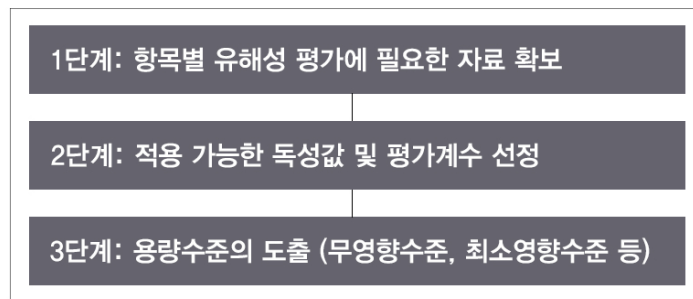 1단계: 항목별 유해성 평가에 필요한 자료 확보
2단계: 적용 가능한 독성값 및 평가계수 선정
3단계: 용량수준의 도출 (무영향수준, 최소영향수준 등)